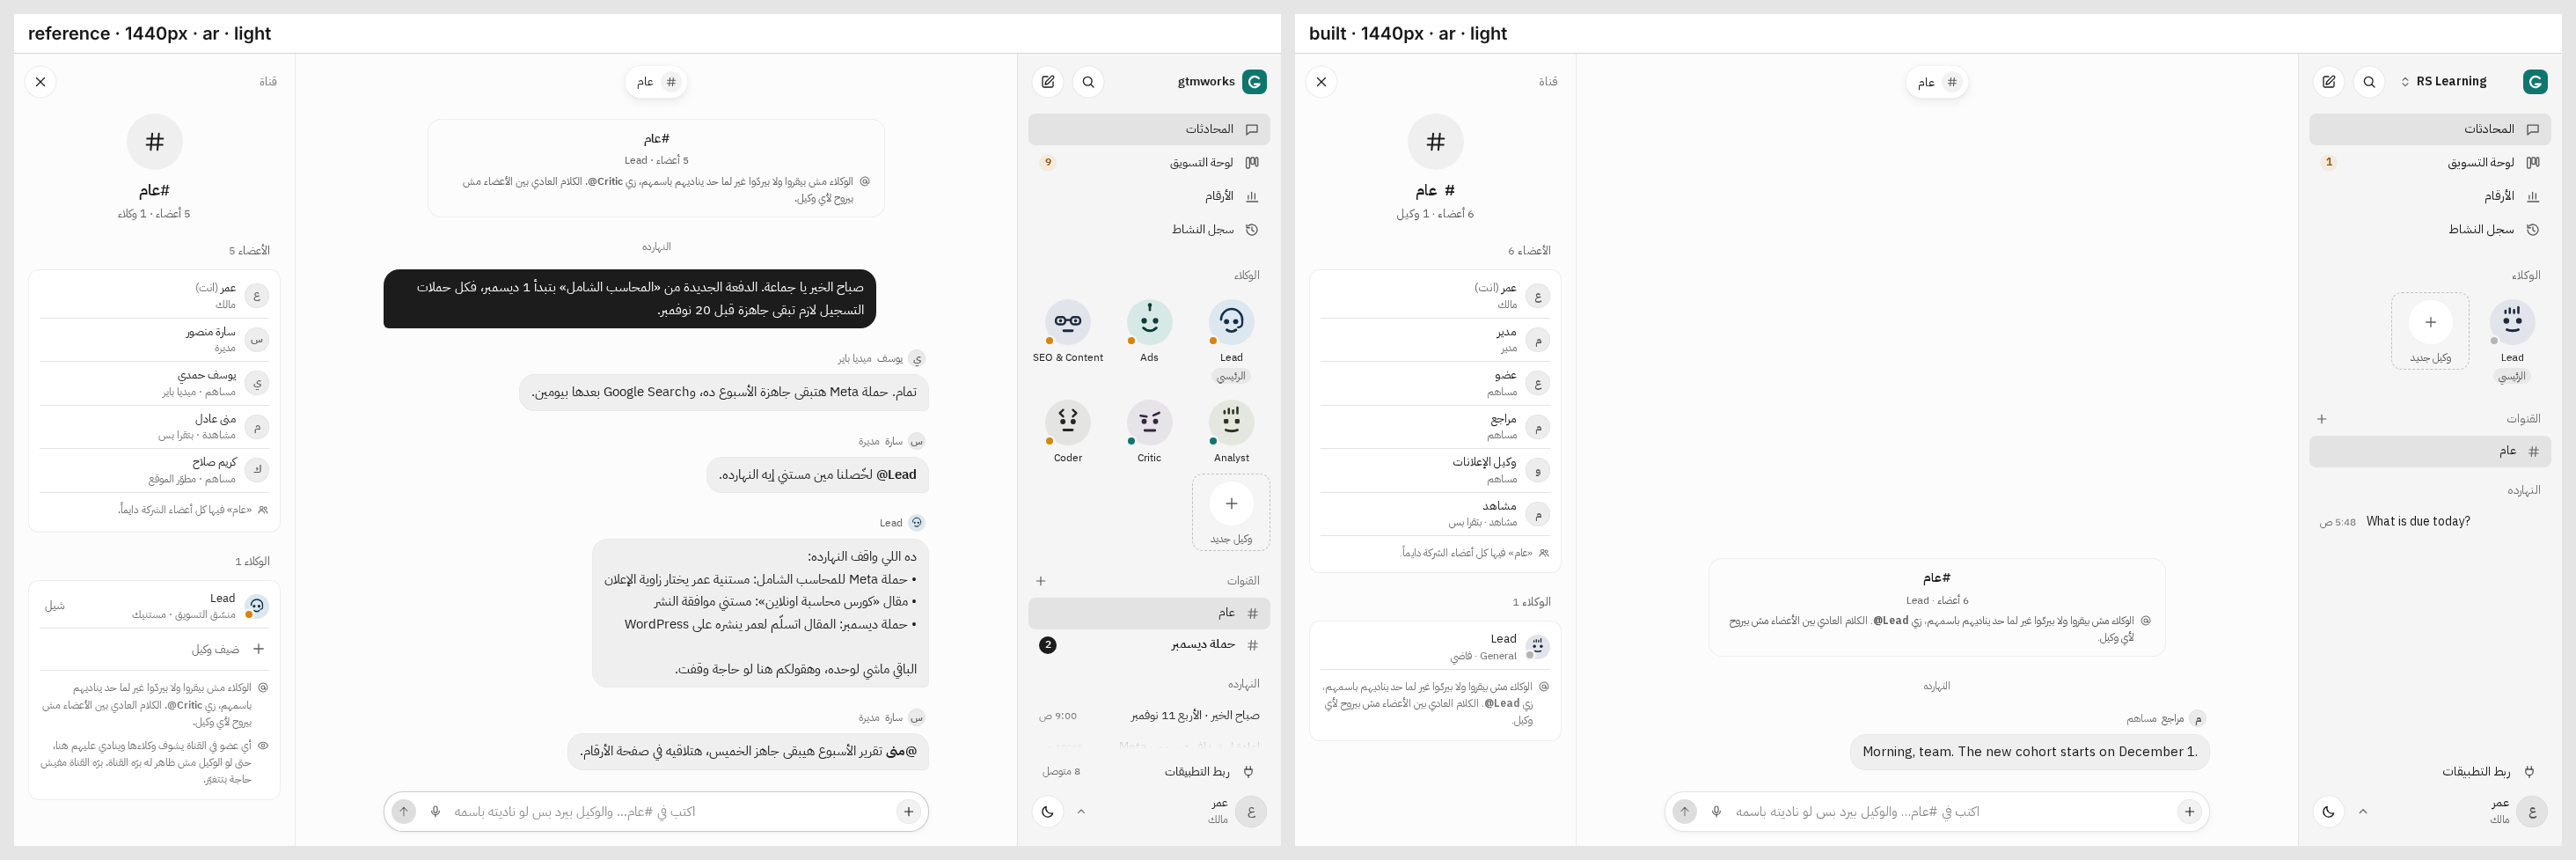 reference · 1440px · ar · light
gtmworks
المحادثات
لوحة التسويق 9
الأرقام
سجل النشاط
الوكلاء
Lead
الرئيسي
Ads
SEO & Content
Analyst
Critic
Coder
وكيل جديد
القنوات
# عام
# حملة ديسمبر 2
النهارده
صباح الخير · الأربع 11 نوفمبر 9:00 ص
ربط التطبيقات 8 متوصل
ع
عمر
مالك
# عام
#عام
5 أعضاء · Lead
الوكلاء مش بيقروا ولا بيردّوا غير لما حد يناديهم باسمهم، زي @Critic. الكلام العادي بين الأعضاء مش
بيروح لأي وكيل.
النهارده
صباح الخير يا جماعة. الدفعة الجديدة من «المحاسب الشامل» بتبدأ 1 ديسمبر، فكل حملات
التسجيل لازم تبقى جاهزة قبل 20 نوفمبر.
ي يوسف ميديا باير
تمام. حملة Meta هتبقى جاهزة الأسبوع ده، وGoogle Search بعدها بيومين.
س سارة مديرة
@Lead لخّصلنا مين مستني إيه النهارده.
Lead
ده اللي واقف النهارده:
• حملة Meta للمحاسب الشامل: مستنية عمر يختار زاوية الإعلان
• مقال «كورس محاسبة اونلاين»: مستني موافقة النشر
• حملة ديسمبر: المقال اتسلّم لعمر ينشره على WordPress
الباقي ماشي لوحده، وهقولكم هنا لو حاجة وقفت.
س سارة مديرة
@منى تقرير الأسبوع هيبقى جاهز الخميس، هتلاقيه في صفحة الأرقام.
اكتب في #عام... والوكيل بيرد بس لو ناديته باسمه
قناة
#
#عام
5 أعضاء · 1 وكلاء
الأعضاء 5
ع عمر (انت)
مالك
س سارة منصور
مديرة
ي يوسف حمدي
مساهم · ميديا باير
م منى عادل
مشاهدة · بتقرا بس
ك كريم صلاح
مساهم · مطوّر الموقع
«عام» فيها كل أعضاء الشركة دايماً.
الوكلاء 1
Lead
منسّق التسويق · مستنيك
شيل
ضيف وكيل
الوكلاء مش بيقروا ولا بيردّوا غير لما حد يناديهم
باسمهم، زي @Critic. الكلام العادي بين الأعضاء مش
بيروح لأي وكيل.
أي عضو في القناة يشوف وكلاءها وينادي عليهم هنا،
حتى لو الوكيل مش ظاهر له برّه القناة. برّه القناة مفيش
حاجة بتتغيّر.
built · 1440px · ar · light
RS Learning
المحادثات
لوحة التسويق 1
الأرقام
سجل النشاط
الوكلاء
Lead
الرئيسي
وكيل جديد
القنوات
# عام
النهارده
What is due today? 5:48 ص
ربط التطبيقات
ع
عمر
مالك
# عام
#عام
6 أعضاء · Lead
الوكلاء مش بيقروا ولا بيردّوا غير لما حد يناديهم باسمهم، زي @Lead. الكلام العادي بين الأعضاء مش بيروح
لأي وكيل.
النهارده
م مراجع مساهم
Morning, team. The new cohort starts on December 1.
اكتب في #عام... والوكيل بيرد بس لو ناديته باسمه
قناة
#
# عام
6 أعضاء · 1 وكيل
الأعضاء 6
ع عمر (انت)
مالك
م مدير
مدير
ع عضو
مساهم
م مراجع
مساهم
و وكيل الإعلانات
مساهم
م مشاهد
مشاهد · بتقرا بس
«عام» فيها كل أعضاء الشركة دايماً.
الوكلاء 1
Lead
General · فاضي
الوكلاء مش بيقروا ولا بيردّوا غير لما حد يناديهم باسمهم،
زي @Lead. الكلام العادي بين الأعضاء مش بيروح لأي
وكيل.